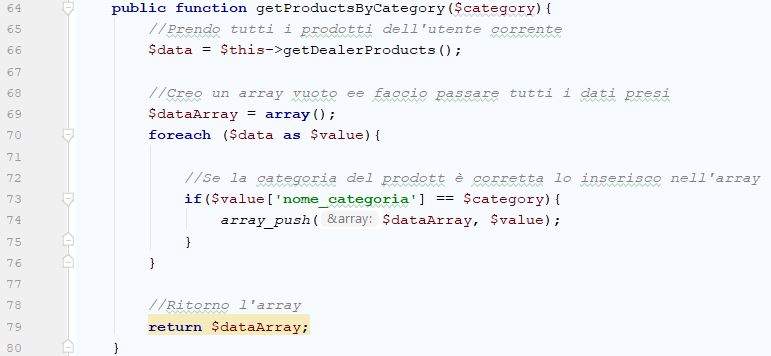 64 public function getProductsByCategory($category){
65 //Prendo tutti i prodotti dell'utente corrente
66 $data = $this->getDealerProducts();
67
68 //Creo un array vuoto ee faccio passare tutti i dati presi
69 $dataArray = array();
70 foreach ($data as $value){
71
72 //Se la categoria del prodott è corretta lo inserisco nell'array
73 if($value['nome_categoria'] == $category){
74 array_push( &array: $dataArray, $value);
75 }
76 }
77
78 //Ritorno l'array
79 return $dataArray;
80 }